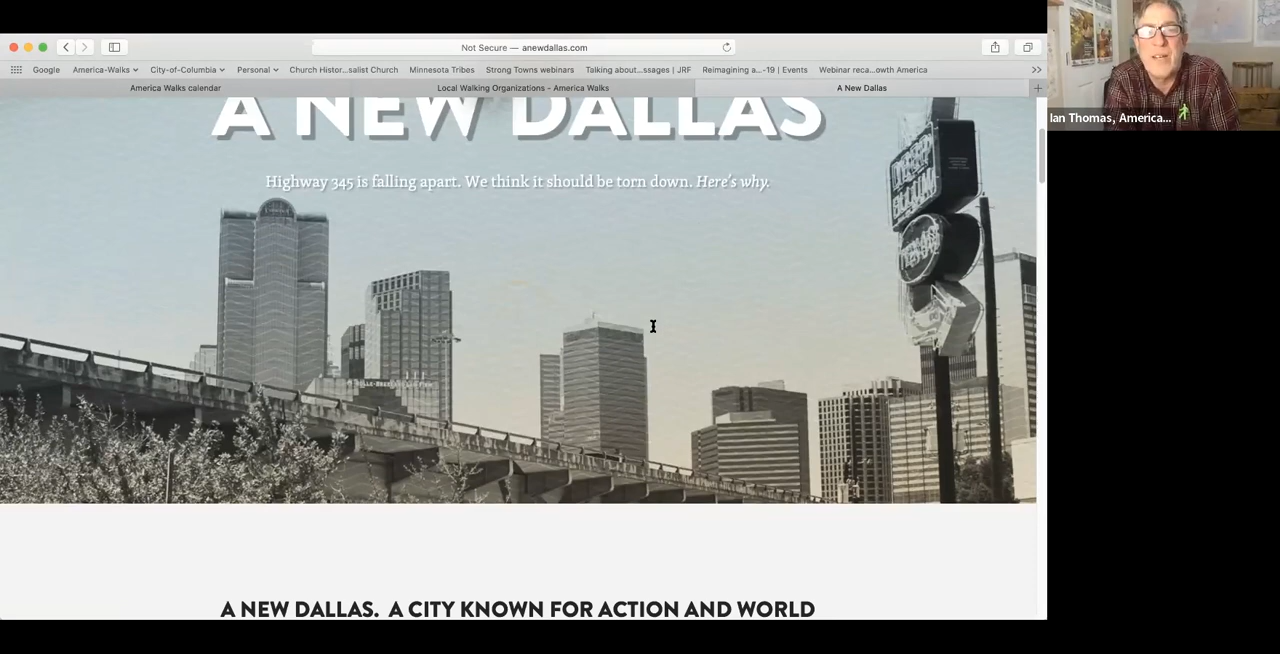 Not Secure — anewdallas.com
Google America-Walks City-of-Columbia Personal Church Histor...salist Church Minnesota Tribes Strong Towns webinars Talking about...ssages | JRF Reimagining a...-19 | Events Webinar reca...owth America
America Walks calendar Local Walking Organizations - America Walks A New Dallas
A NEW DALLAS
Highway 345 is falling apart. We think it should be torn down. Here's why.
A NEW DALLAS. A CITY KNOWN FOR ACTION AND WORLD
Ian Thomas, America...